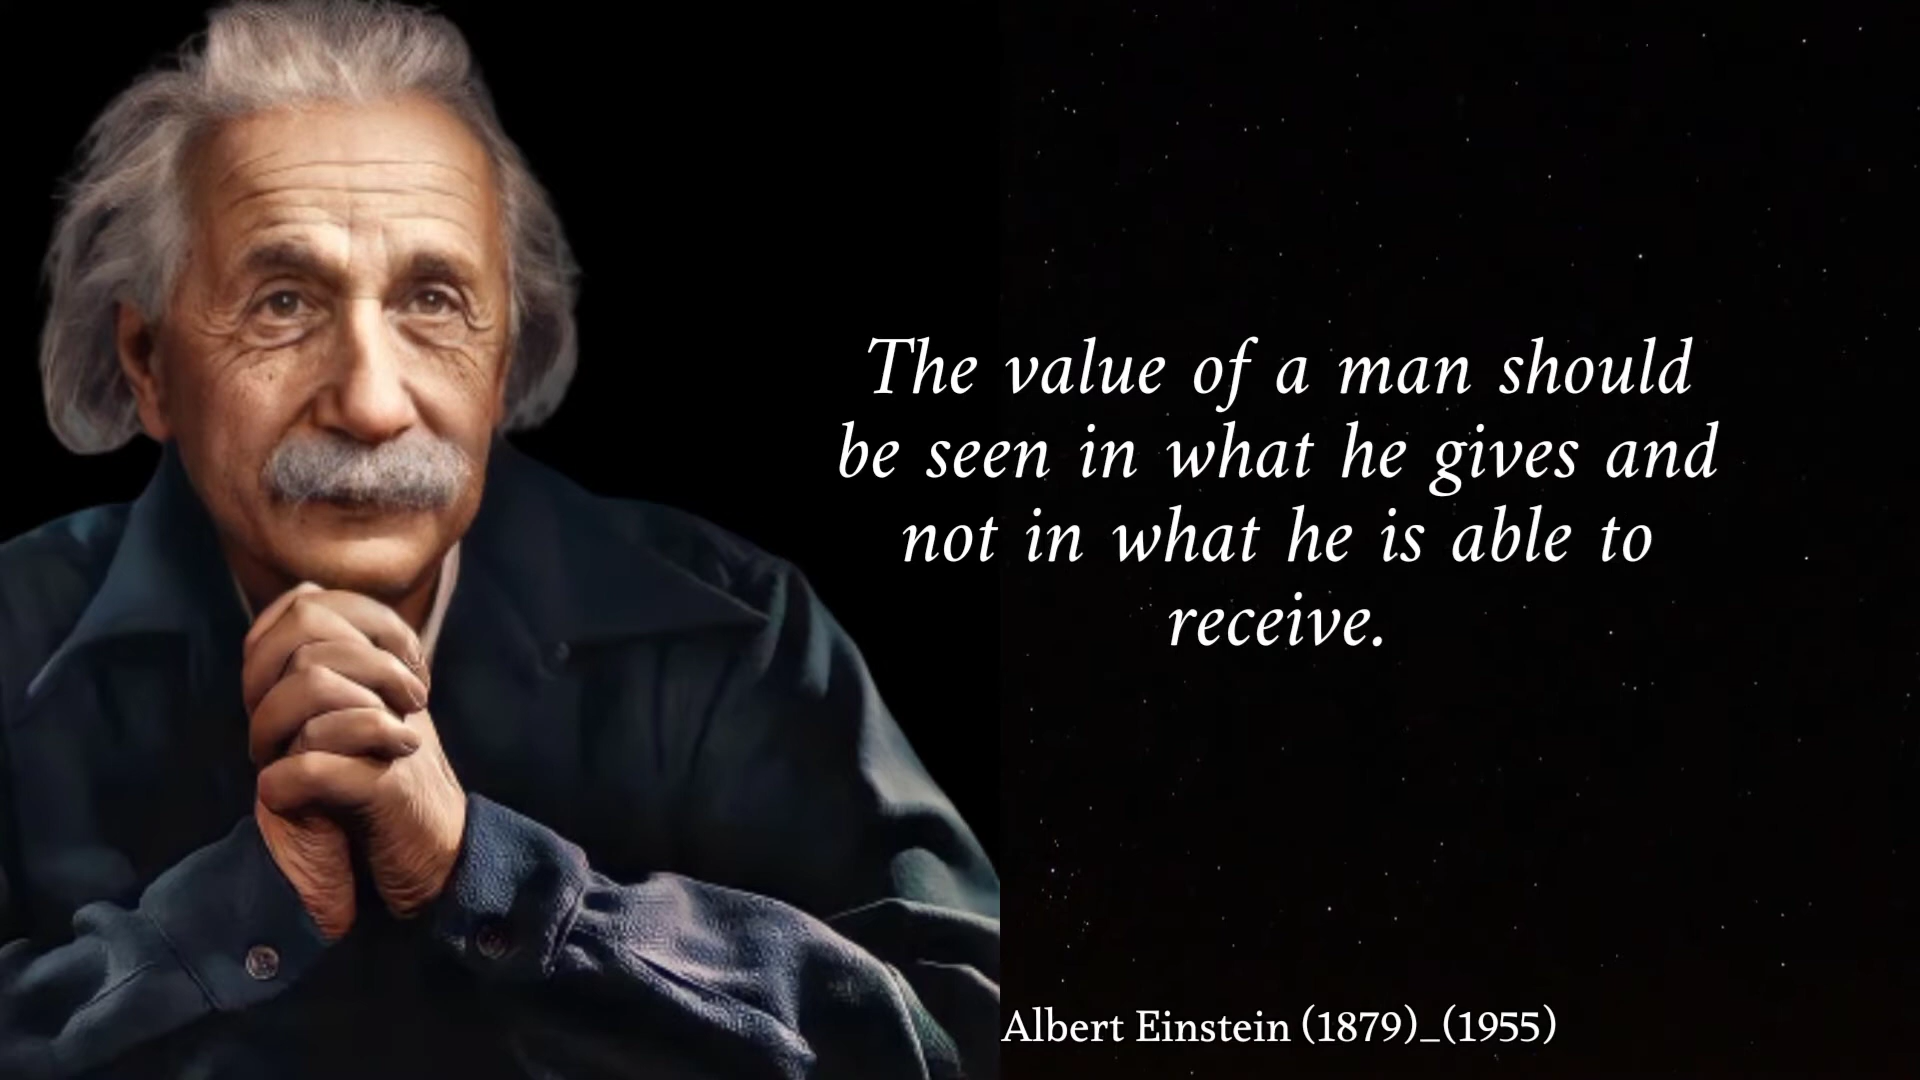 The value of a man should
be seen in what he gives and
not in what he is able to
receive.
Albert Einstein (1879)_(1955)